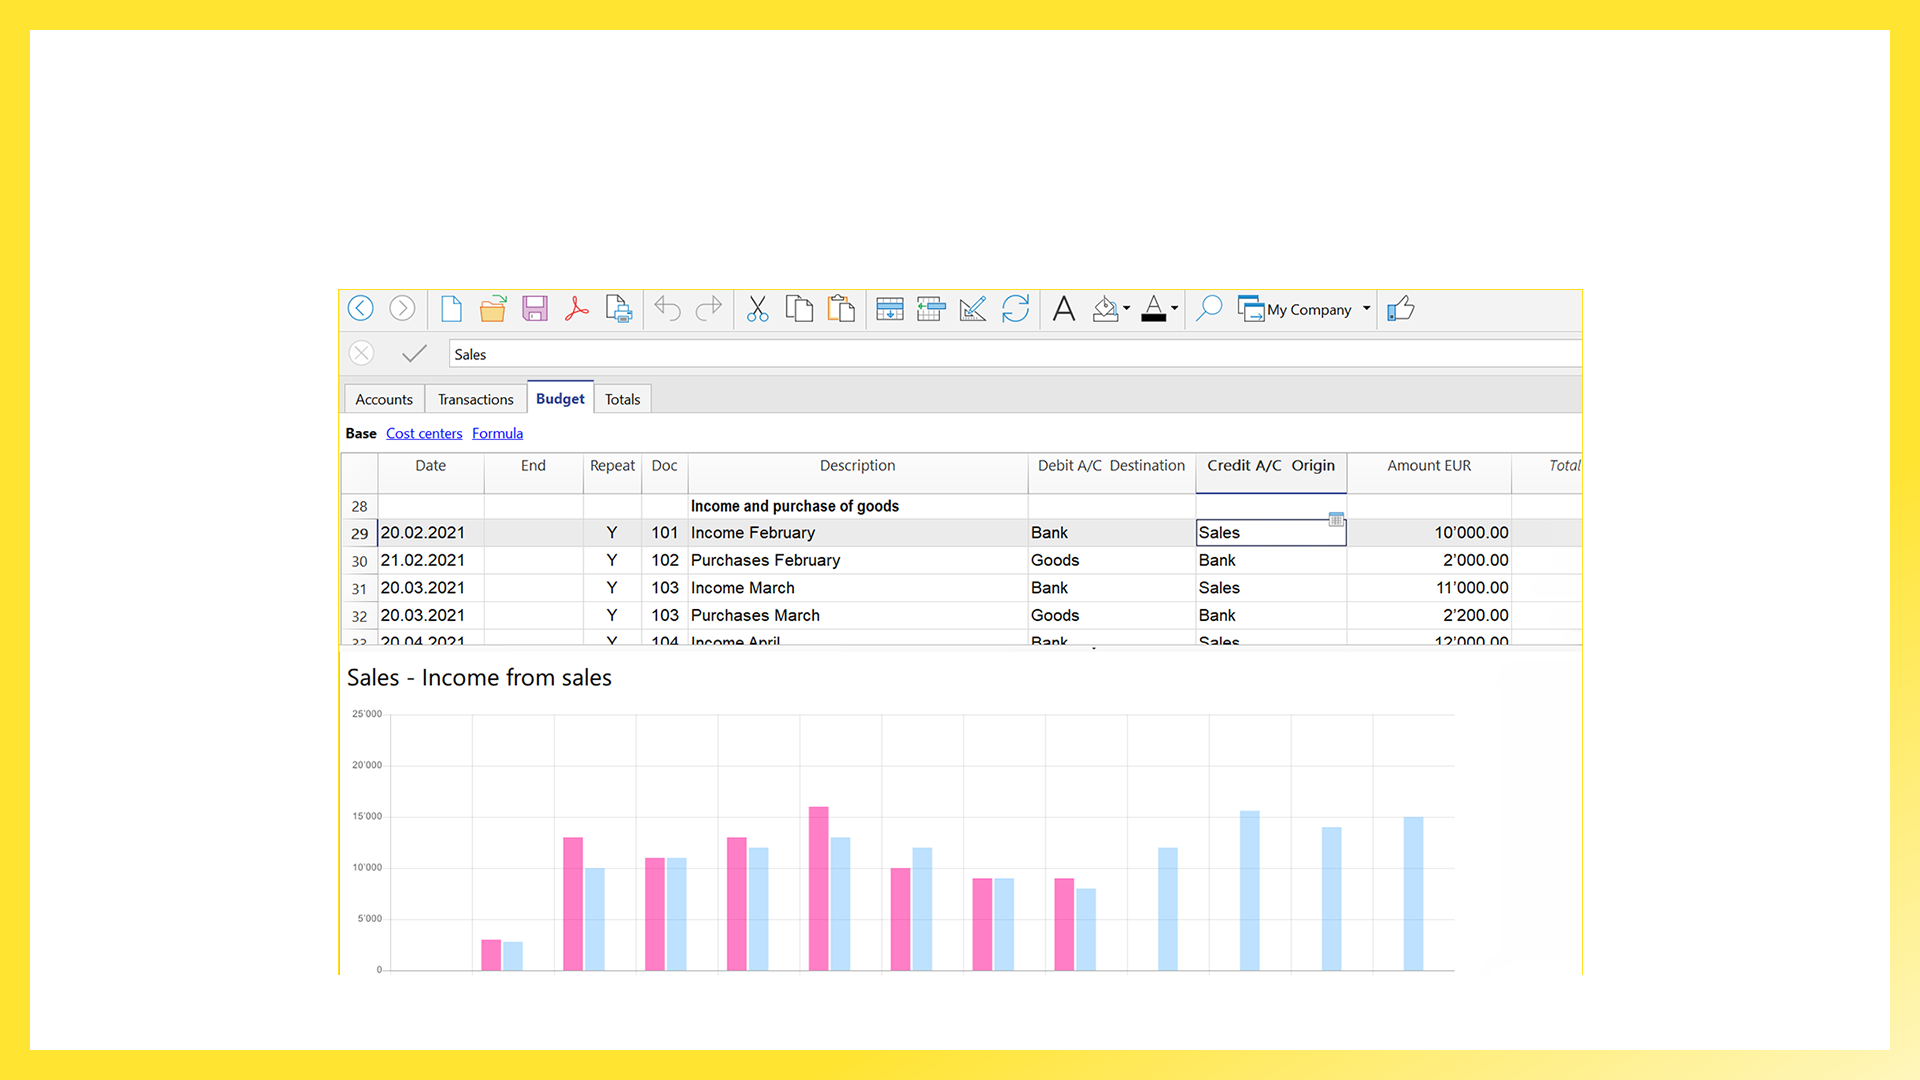 My Company
Sales
Accounts Transactions Budget Totals
Base Cost centers Formula
Date End Repeat Doc Description Debit A/C Destination Credit A/C Origin Amount EUR Total
28 Income and purchase of goods
29 20.02.2021 Y 101 Income February Bank Sales 10’000.00
30 21.02.2021 Y 102 Purchases February Goods Bank 2’000.00
31 20.03.2021 Y 103 Income March Bank Sales 11’000.00
32 20.03.2021 Y 103 Purchases March Goods Bank 2’200.00
33 20.04.2021 Y 104 Income April Bank Sales 12’000.00
Sales - Income from sales
25’000
20’000
15’000
10’000
5’000
0